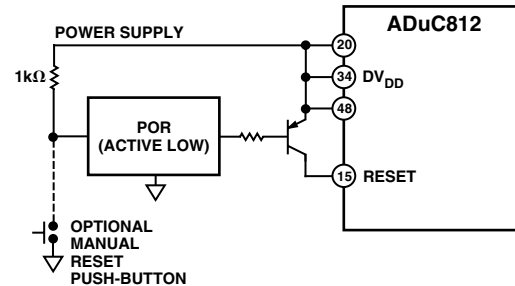 POWER SUPPLY
1kΩ
POR
(ACTIVE LOW)
OPTIONAL
MANUAL
RESET
PUSH-BUTTON
ADuC812
20
34 DVDD
48
15 RESET